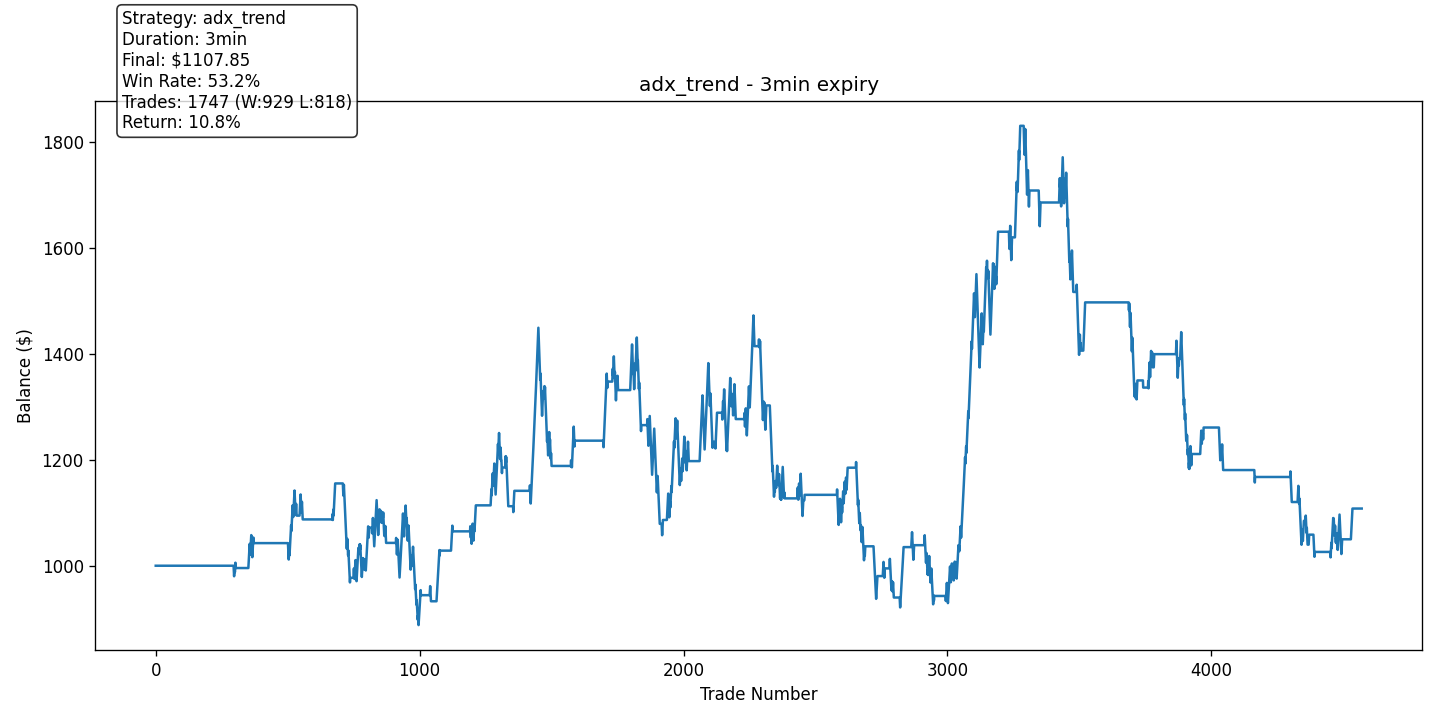 Strategy: adx_trend
Duration: 3min
Final: $1107.85
Win Rate: 53.2%
Trades: 1747 (W:929 L:818)
Return: 10.8%
adx_trend - 3min expiry
Balance ($)
1800
1600
1400
1200
1000
0
1000
2000
3000
4000
Trade Number